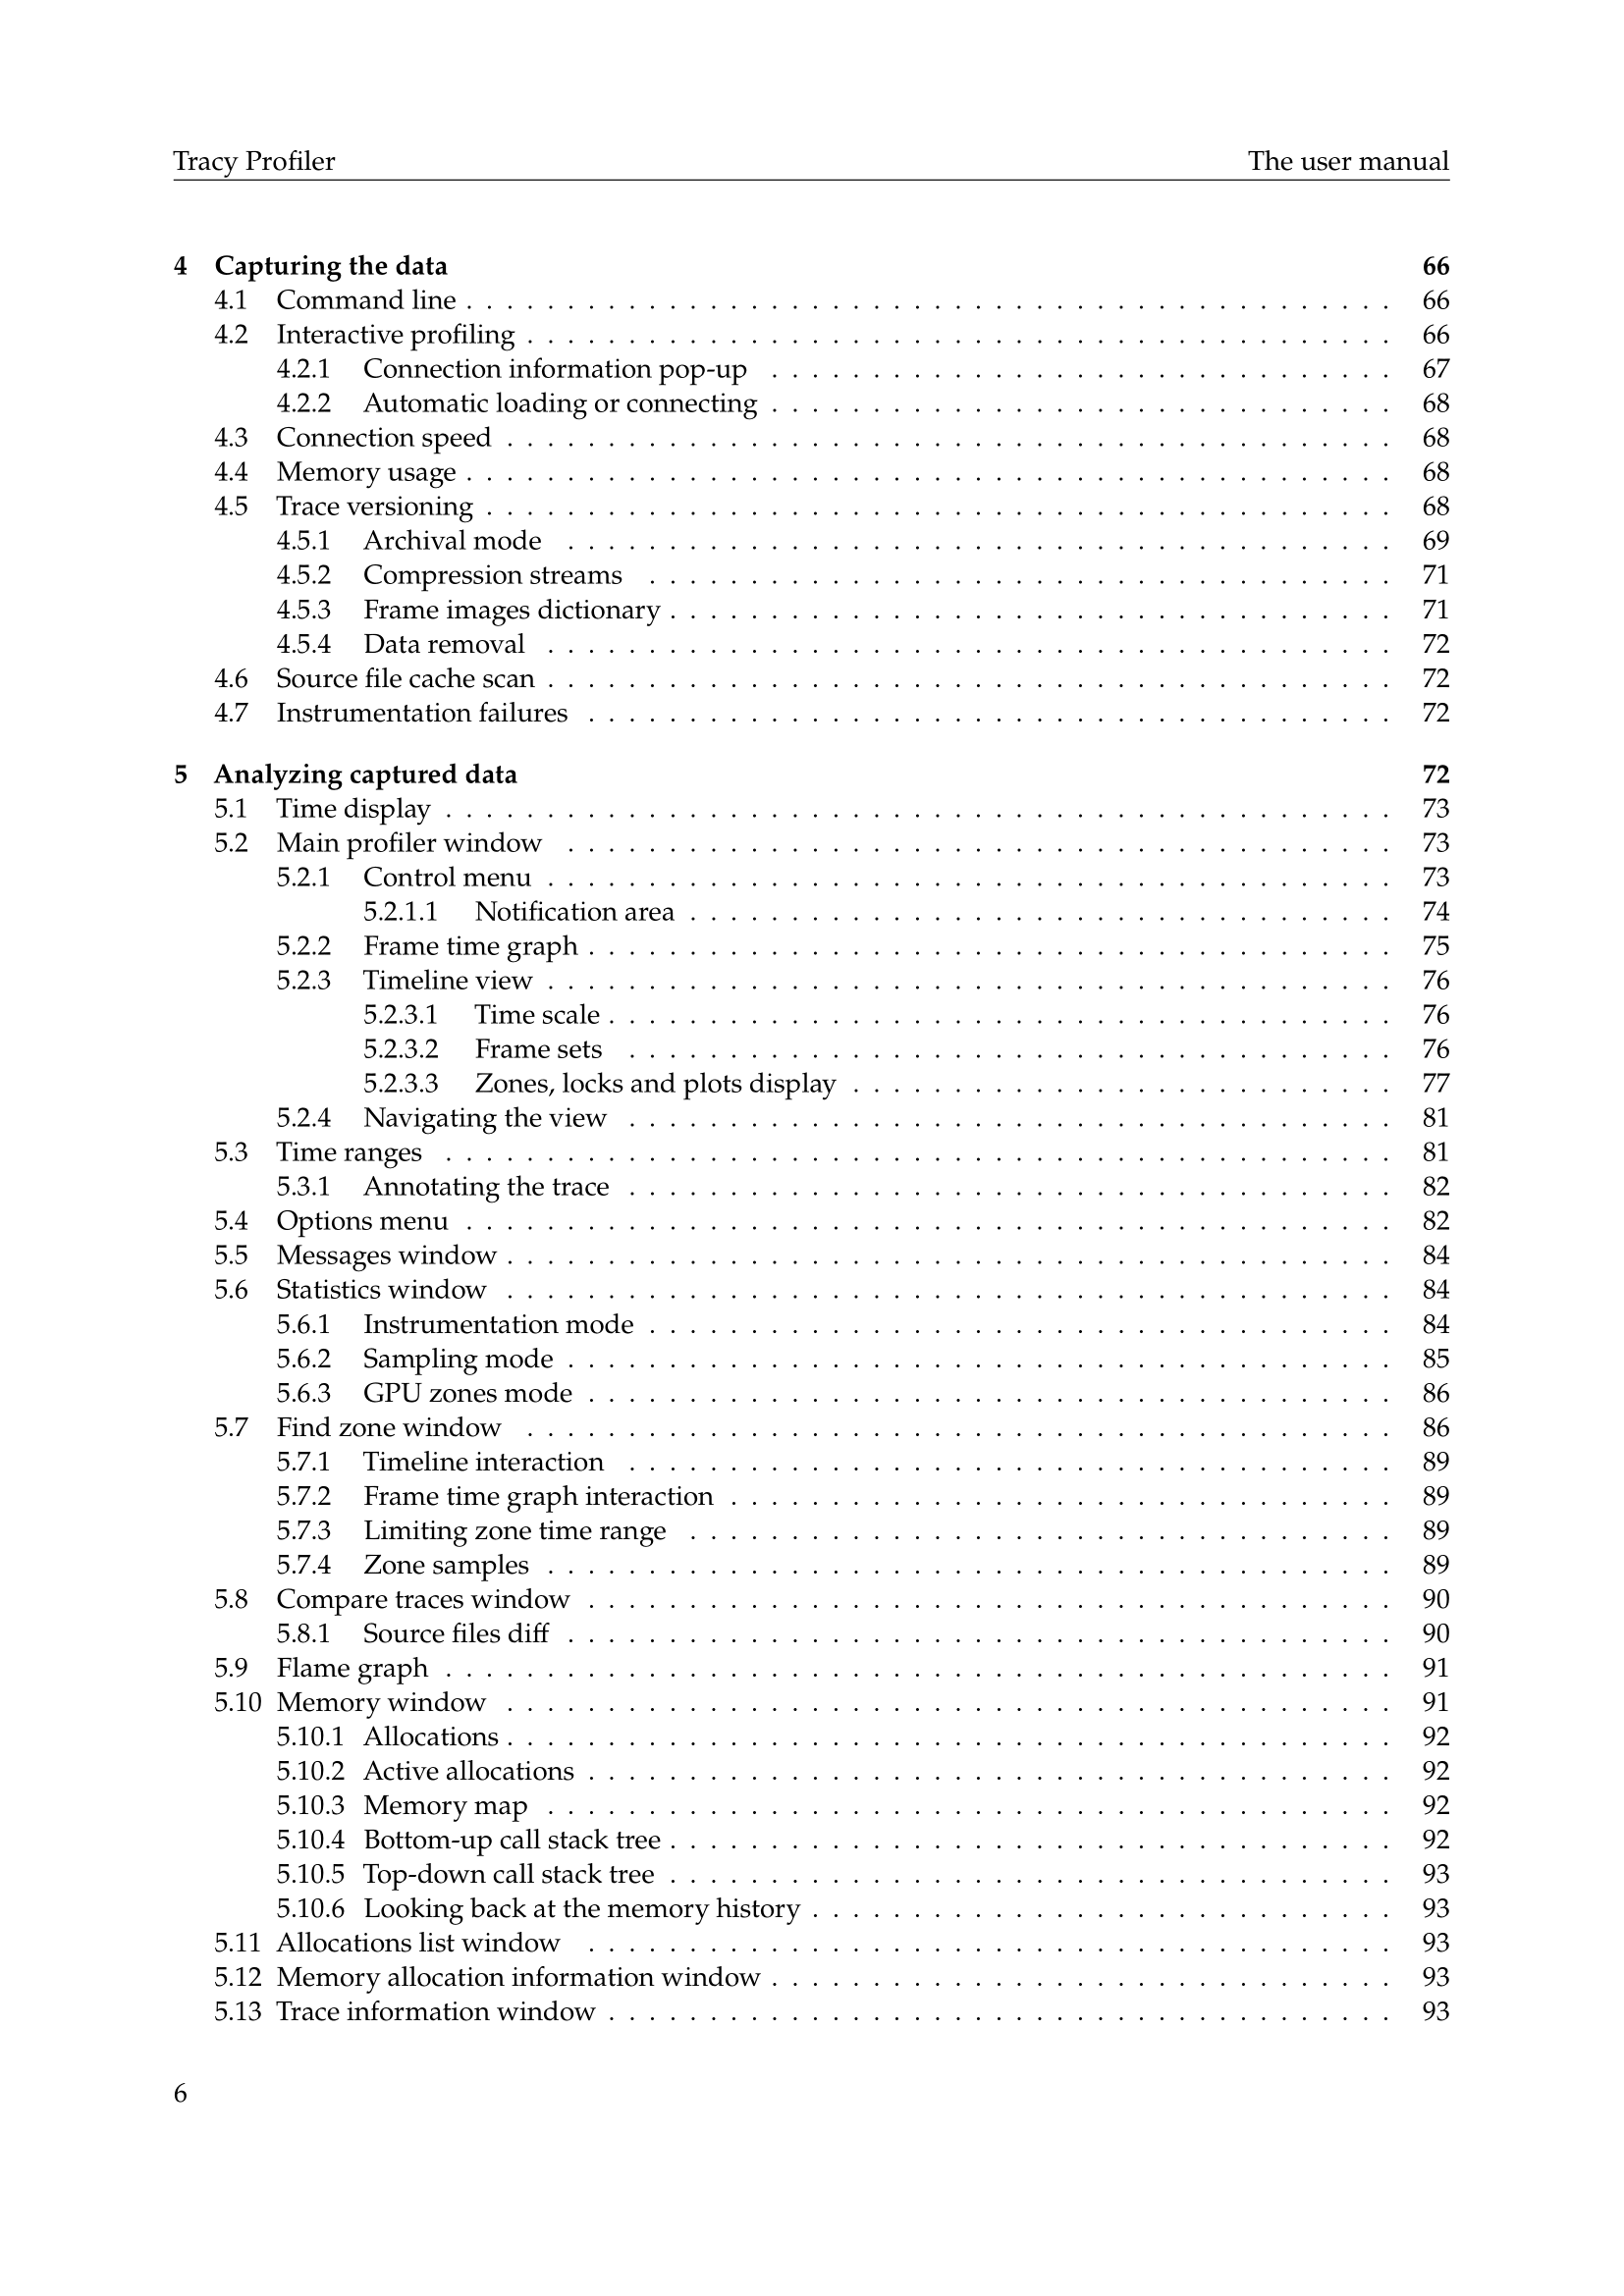 Tracy Profiler The user manual
4 Capturing the data 66
4.1 Command line . . . . . . . . . . . . . . . . . . . . . . . . . . . . . . . . . . . . . . . . . . . . . . 66
4.2 Interactive profiling . . . . . . . . . . . . . . . . . . . . . . . . . . . . . . . . . . . . . . . . . . . 66
4.2.1 Connection information pop-up . . . . . . . . . . . . . . . . . . . . . . . . . . . . . . . 67
4.2.2 Automatic loading or connecting . . . . . . . . . . . . . . . . . . . . . . . . . . . . . . . 68
4.3 Connection speed . . . . . . . . . . . . . . . . . . . . . . . . . . . . . . . . . . . . . . . . . . . . 68
4.4 Memory usage . . . . . . . . . . . . . . . . . . . . . . . . . . . . . . . . . . . . . . . . . . . . . . 68
4.5 Trace versioning . . . . . . . . . . . . . . . . . . . . . . . . . . . . . . . . . . . . . . . . . . . . . 68
4.5.1 Archival mode . . . . . . . . . . . . . . . . . . . . . . . . . . . . . . . . . . . . . . . . . 69
4.5.2 Compression streams . . . . . . . . . . . . . . . . . . . . . . . . . . . . . . . . . . . . . 71
4.5.3 Frame images dictionary . . . . . . . . . . . . . . . . . . . . . . . . . . . . . . . . . . . . 71
4.5.4 Data removal . . . . . . . . . . . . . . . . . . . . . . . . . . . . . . . . . . . . . . . . . . 72
4.6 Source file cache scan . . . . . . . . . . . . . . . . . . . . . . . . . . . . . . . . . . . . . . . . . . 72
4.7 Instrumentation failures . . . . . . . . . . . . . . . . . . . . . . . . . . . . . . . . . . . . . . . . 72
5 Analyzing captured data 72
5.1 Time display . . . . . . . . . . . . . . . . . . . . . . . . . . . . . . . . . . . . . . . . . . . . . . . 73
5.2 Main profiler window . . . . . . . . . . . . . . . . . . . . . . . . . . . . . . . . . . . . . . . . . 73
5.2.1 Control menu . . . . . . . . . . . . . . . . . . . . . . . . . . . . . . . . . . . . . . . . . . 73
5.2.1.1 Notification area . . . . . . . . . . . . . . . . . . . . . . . . . . . . . . . . . . . 74
5.2.2 Frame time graph . . . . . . . . . . . . . . . . . . . . . . . . . . . . . . . . . . . . . . . . 75
5.2.3 Timeline view . . . . . . . . . . . . . . . . . . . . . . . . . . . . . . . . . . . . . . . . . . 76
5.2.3.1 Time scale . . . . . . . . . . . . . . . . . . . . . . . . . . . . . . . . . . . . . . . 76
5.2.3.2 Frame sets . . . . . . . . . . . . . . . . . . . . . . . . . . . . . . . . . . . . . . 76
5.2.3.3 Zones, locks and plots display . . . . . . . . . . . . . . . . . . . . . . . . . . . 77
5.2.4 Navigating the view . . . . . . . . . . . . . . . . . . . . . . . . . . . . . . . . . . . . . . 81
5.3 Time ranges . . . . . . . . . . . . . . . . . . . . . . . . . . . . . . . . . . . . . . . . . . . . . . . 81
5.3.1 Annotating the trace . . . . . . . . . . . . . . . . . . . . . . . . . . . . . . . . . . . . . . 82
5.4 Options menu . . . . . . . . . . . . . . . . . . . . . . . . . . . . . . . . . . . . . . . . . . . . . . 82
5.5 Messages window . . . . . . . . . . . . . . . . . . . . . . . . . . . . . . . . . . . . . . . . . . . . 84
5.6 Statistics window . . . . . . . . . . . . . . . . . . . . . . . . . . . . . . . . . . . . . . . . . . . . 84
5.6.1 Instrumentation mode . . . . . . . . . . . . . . . . . . . . . . . . . . . . . . . . . . . . . 84
5.6.2 Sampling mode . . . . . . . . . . . . . . . . . . . . . . . . . . . . . . . . . . . . . . . . . 85
5.6.3 GPU zones mode . . . . . . . . . . . . . . . . . . . . . . . . . . . . . . . . . . . . . . . . 86
5.7 Find zone window . . . . . . . . . . . . . . . . . . . . . . . . . . . . . . . . . . . . . . . . . . . 86
5.7.1 Timeline interaction . . . . . . . . . . . . . . . . . . . . . . . . . . . . . . . . . . . . . . 89
5.7.2 Frame time graph interaction . . . . . . . . . . . . . . . . . . . . . . . . . . . . . . . . . 89
5.7.3 Limiting zone time range . . . . . . . . . . . . . . . . . . . . . . . . . . . . . . . . . . . 89
5.7.4 Zone samples . . . . . . . . . . . . . . . . . . . . . . . . . . . . . . . . . . . . . . . . . . 89
5.8 Compare traces window . . . . . . . . . . . . . . . . . . . . . . . . . . . . . . . . . . . . . . . . 90
5.8.1 Source files diff . . . . . . . . . . . . . . . . . . . . . . . . . . . . . . . . . . . . . . . . . 90
5.9 Flame graph . . . . . . . . . . . . . . . . . . . . . . . . . . . . . . . . . . . . . . . . . . . . . . . 91
5.10 Memory window . . . . . . . . . . . . . . . . . . . . . . . . . . . . . . . . . . . . . . . . . . . . 91
5.10.1 Allocations . . . . . . . . . . . . . . . . . . . . . . . . . . . . . . . . . . . . . . . . . . . . 92
5.10.2 Active allocations . . . . . . . . . . . . . . . . . . . . . . . . . . . . . . . . . . . . . . . . 92
5.10.3 Memory map . . . . . . . . . . . . . . . . . . . . . . . . . . . . . . . . . . . . . . . . . . 92
5.10.4 Bottom-up call stack tree . . . . . . . . . . . . . . . . . . . . . . . . . . . . . . . . . . . . 92
5.10.5 Top-down call stack tree . . . . . . . . . . . . . . . . . . . . . . . . . . . . . . . . . . . . 93
5.10.6 Looking back at the memory history . . . . . . . . . . . . . . . . . . . . . . . . . . . . . 93
5.11 Allocations list window . . . . . . . . . . . . . . . . . . . . . . . . . . . . . . . . . . . . . . . . 93
5.12 Memory allocation information window . . . . . . . . . . . . . . . . . . . . . . . . . . . . . . . 93
5.13 Trace information window . . . . . . . . . . . . . . . . . . . . . . . . . . . . . . . . . . . . . . . 93
6